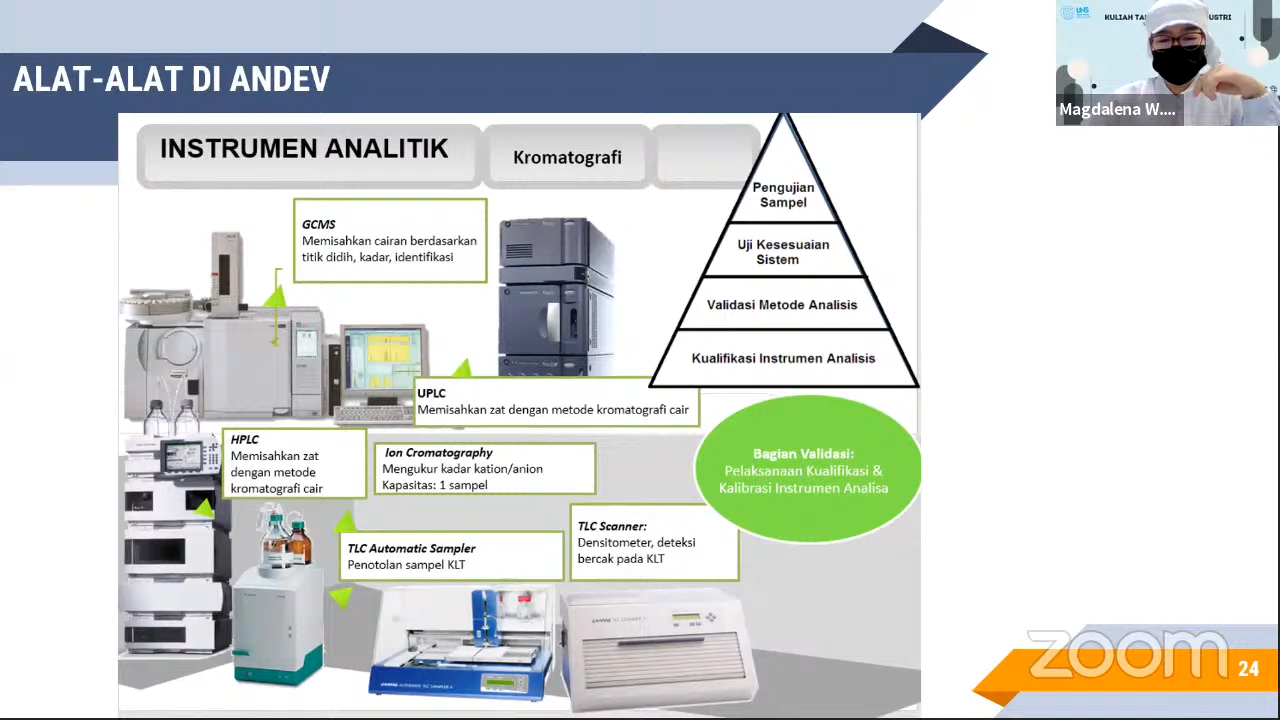 ALAT-ALAT DI ANDEV
INSTRUMEN ANALITIK
Kromatografi
GCMS
Memisahkan cairan berdasarkan
titik didih, kadar, identifikasi
Pengujian
Sampel
Uji Kesesuaian
Sistem
Validasi Metode Analisis
Kualifikasi Instrumen Analisis
UPLC
Memisahkan zat dengan metode kromatografi cair
HPLC
Memisahkan zat
dengan metode
kromatografi cair
Ion Cromatography
Mengukur kadar kation/anion
Kapasitas: 1 sampel
Bagian Validasi:
Pelaksanaan Kualifikasi &
Kalibrasi Instrumen Analisa
TLC Automatic Sampler
Penotolan sampel KLT
TLC Scanner:
Densitometer, deteksi
bercak pada KLT
UNS
KULIAH
Magdalena W....
zoom
24